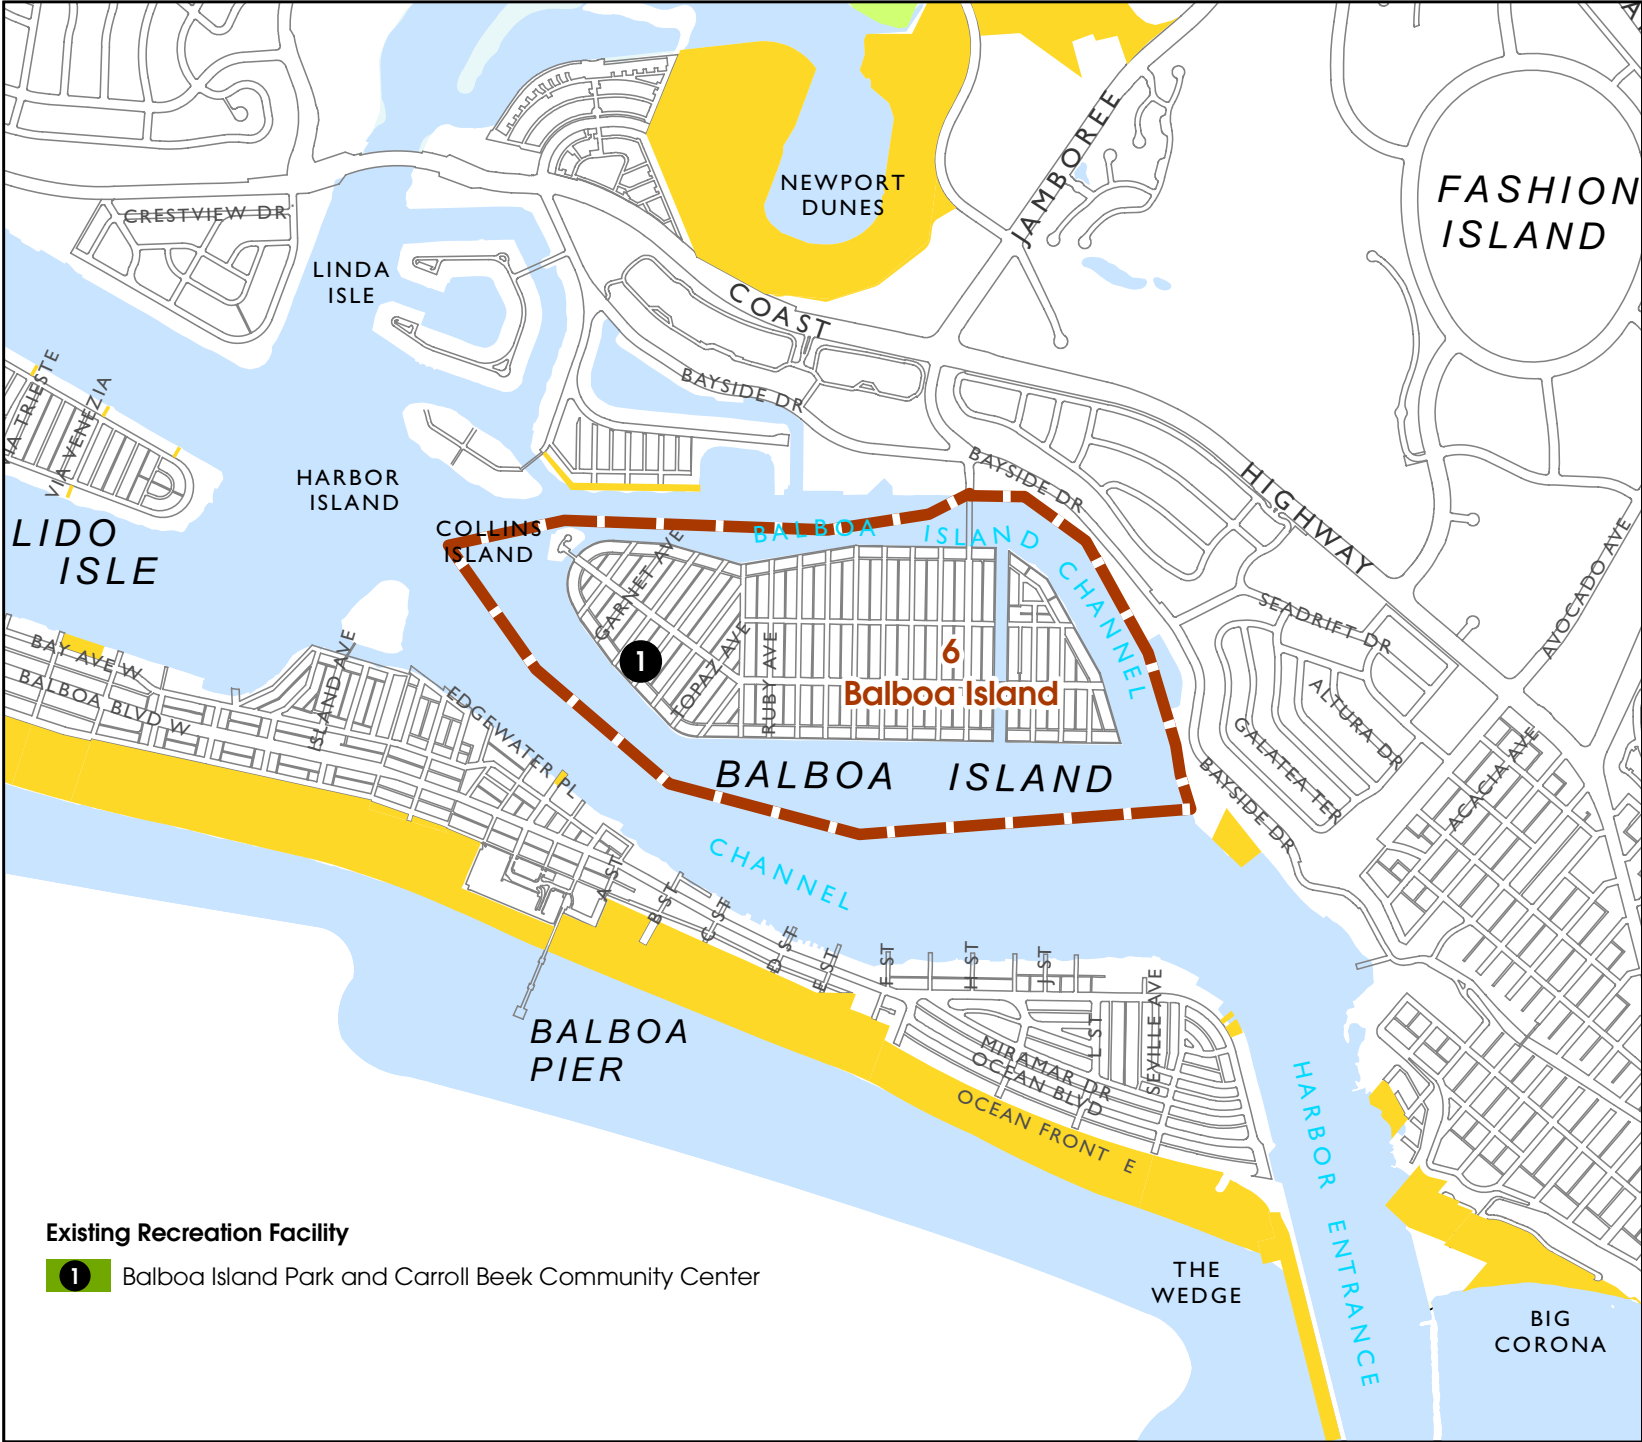 JAMBOREE
FASHION
ISLAND
NEWPORT
DUNES
CRESTVIEW DR
LINDA
ISLE
COAST
HIGHWAY
BAYSIDE DR
BAYSIDE DR
VIA TRIESTE
VIA VENEZIA
HARBOR
ISLAND
COLLINS
ISLAND
LIDO
ISLE
BALBOA ISLAND CHANNEL
GARNET AVE
TOPAZ AVE
RUBY AVE
1
6
Balboa Island
BALBOA ISLAND
SEADRIFT DR
AVOCADO AVE
ALTURA DR
GALATEA TER
BAYSIDE DR
ACACIA AVE
BAY AVE W
BALBOA BLVD W
ISLAND AVE
EDGEWATER PL
CHANNEL
A ST
B ST
C ST
D ST
E ST
F ST
H ST
J ST
L ST
SEVILLE AVE
MIRAMAR DR
OCEAN BLVD
OCEAN FRONT E
BALBOA
PIER
HARBOR ENTRANCE
THE
WEDGE
BIG
CORONA
Existing Recreation Facility
1 Balboa Island Park and Carroll Beek Community Center